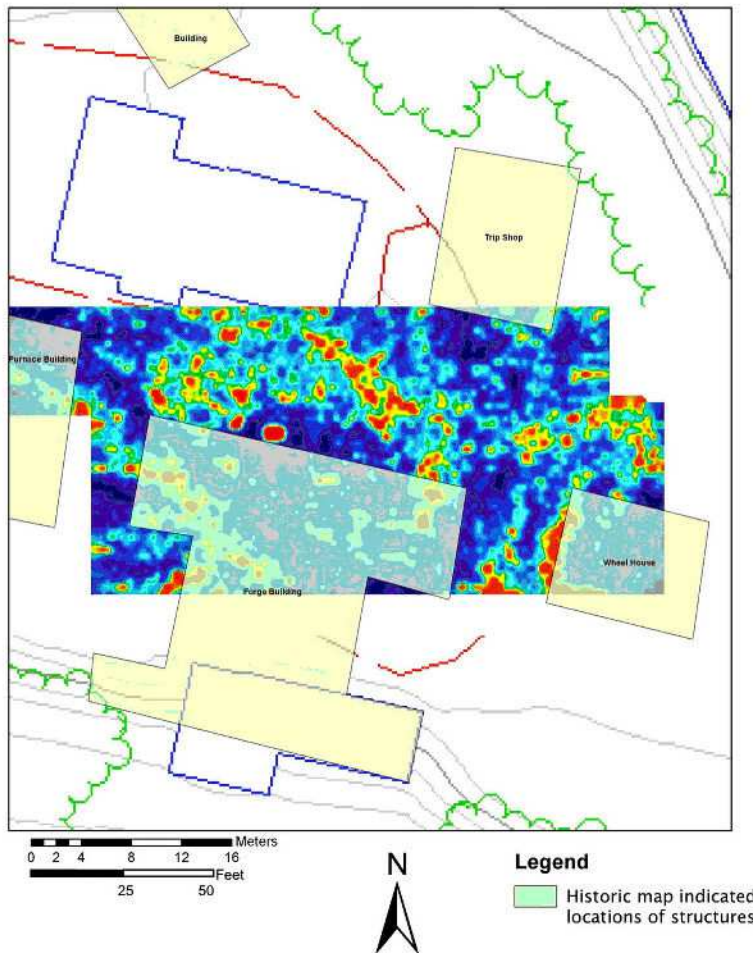 Building
Trip Shop
Furnace Building
Wheel House
Forge Building
Meters
0 2 4 8 12 16
Feet
25 50
N
Legend
Historic map indicated
locations of structures